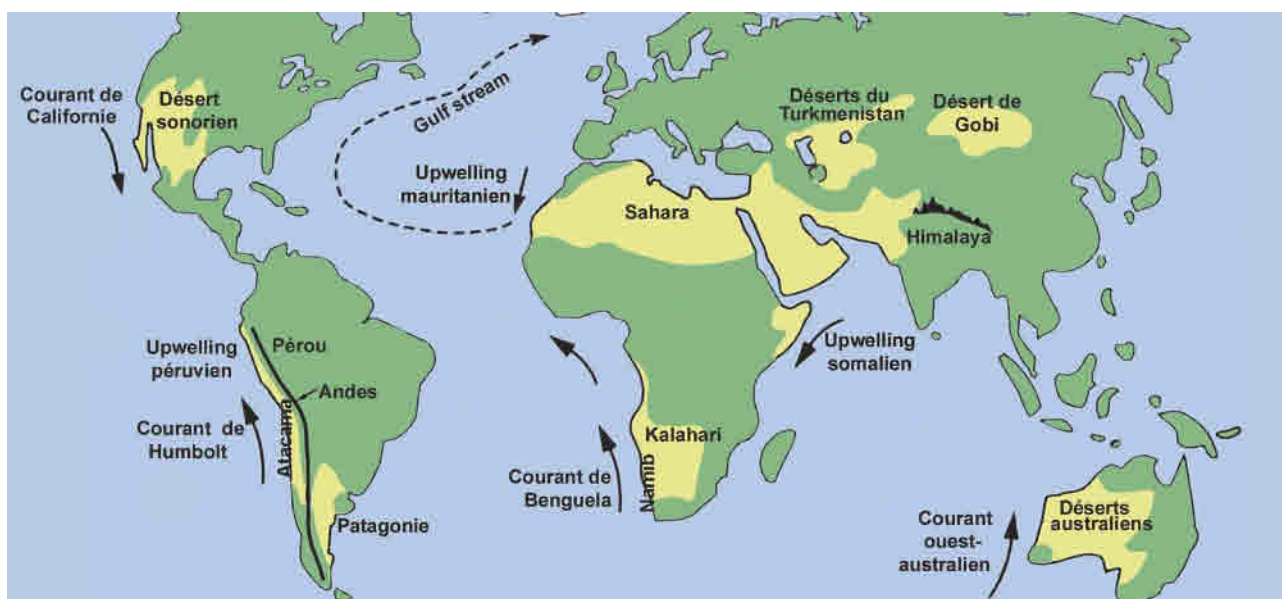 Courant de
Californie
Désert
sonorien
Gulf stream
Upwelling
mauritanien
Sahara
Déserts du
Turkmenistan
Désert de
Gobi
Himalaya
Upwelling
péruvien
Pérou
Andes
Courant de
Humbolt
Atacama
Patagonie
Upwelling
somalien
Kalahari
Namib
Courant de
Benguela
Courant
ouest-
australien
Déserts
australiens